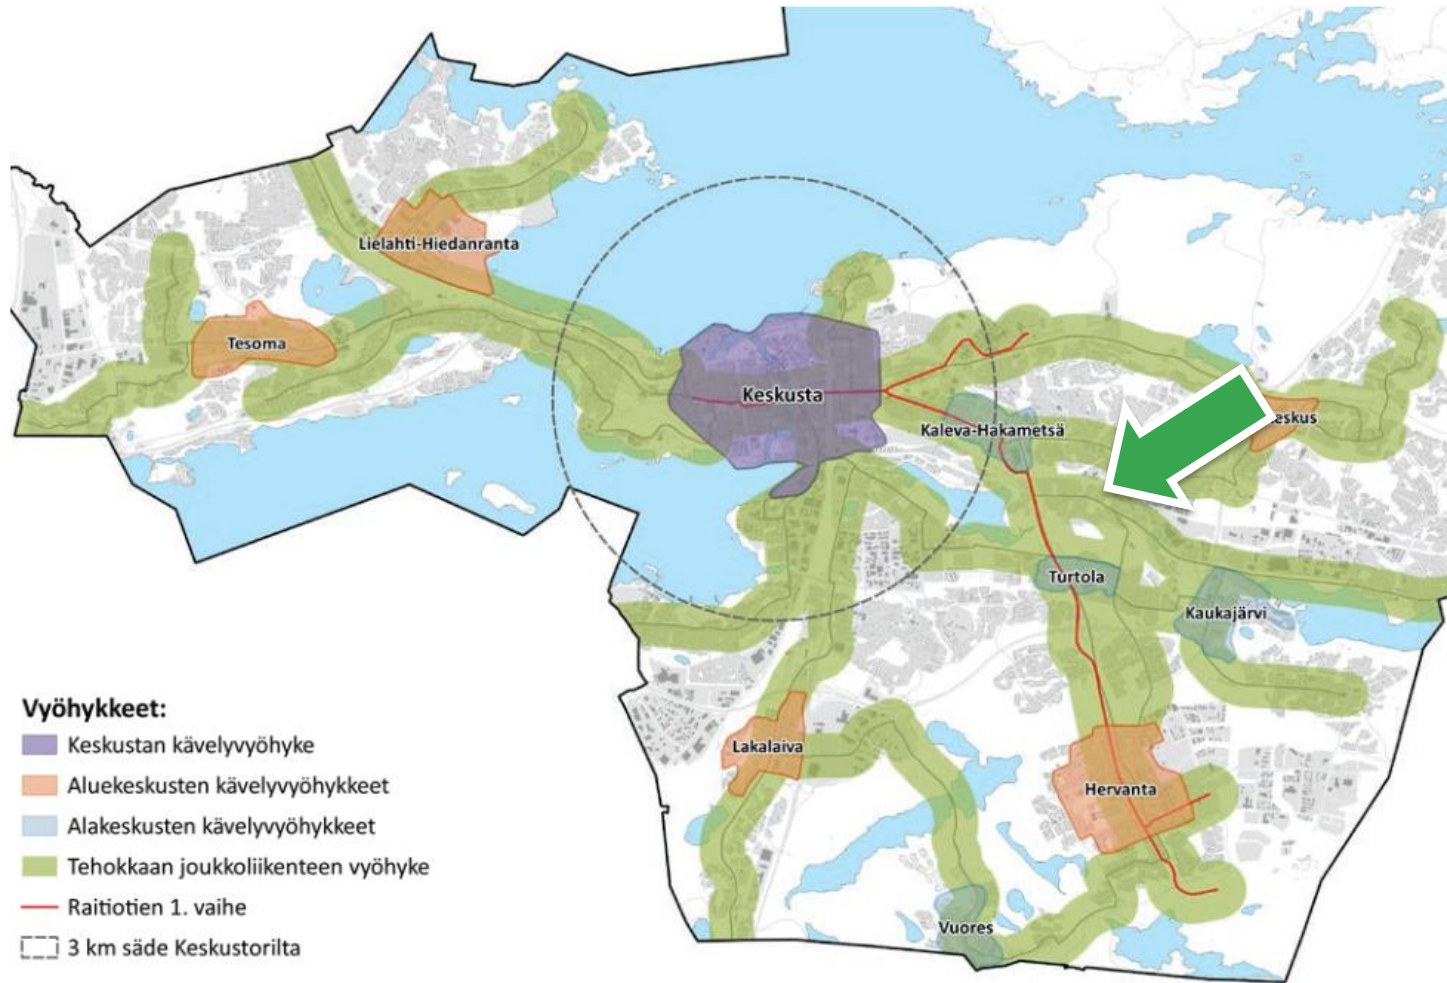 Lielahti-Hiedanranta
Tesoma
Keskusta
Kaleva-Hakametsä
Turtola
Kaukajärvi
Lakalaiva
Hervanta
Vuores
Vyöhykkeet:
Keskustan kävelyvyöhyke
Aluekeskusten kävelyvyöhykkeet
Alakeskusten kävelyvyöhykkeet
Tehokkaan joukkoliikenteen vyöhyke
Raitiotien 1. vaihe
3 km säde Keskustorilta